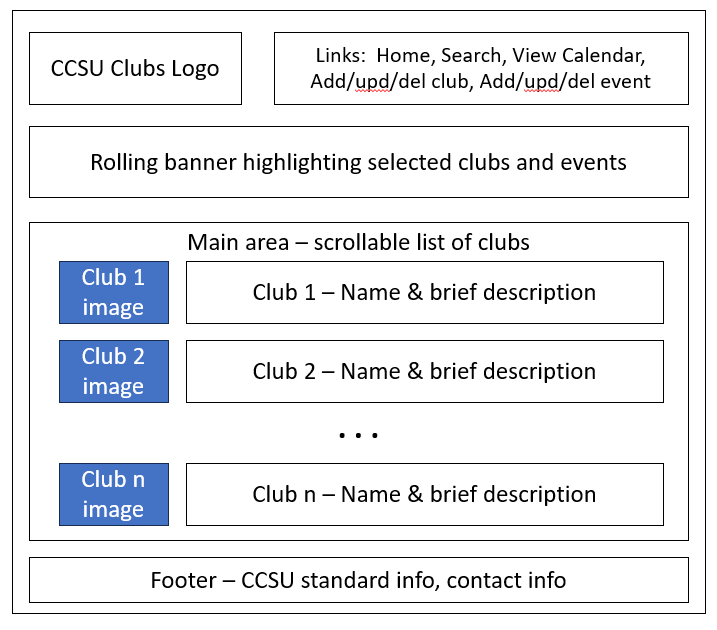 CCSU Clubs Logo
Links:  Home, Search, View Calendar,
Add/upd/del club, Add/upd/del event
Rolling banner highlighting selected clubs and events
Main area – scrollable list of clubs
Club 1
image
Club 1 – Name & brief description
Club 2
image
Club 2 – Name & brief description
. . .
Club n
image
Club n – Name & brief description
Footer – CCSU standard info, contact info